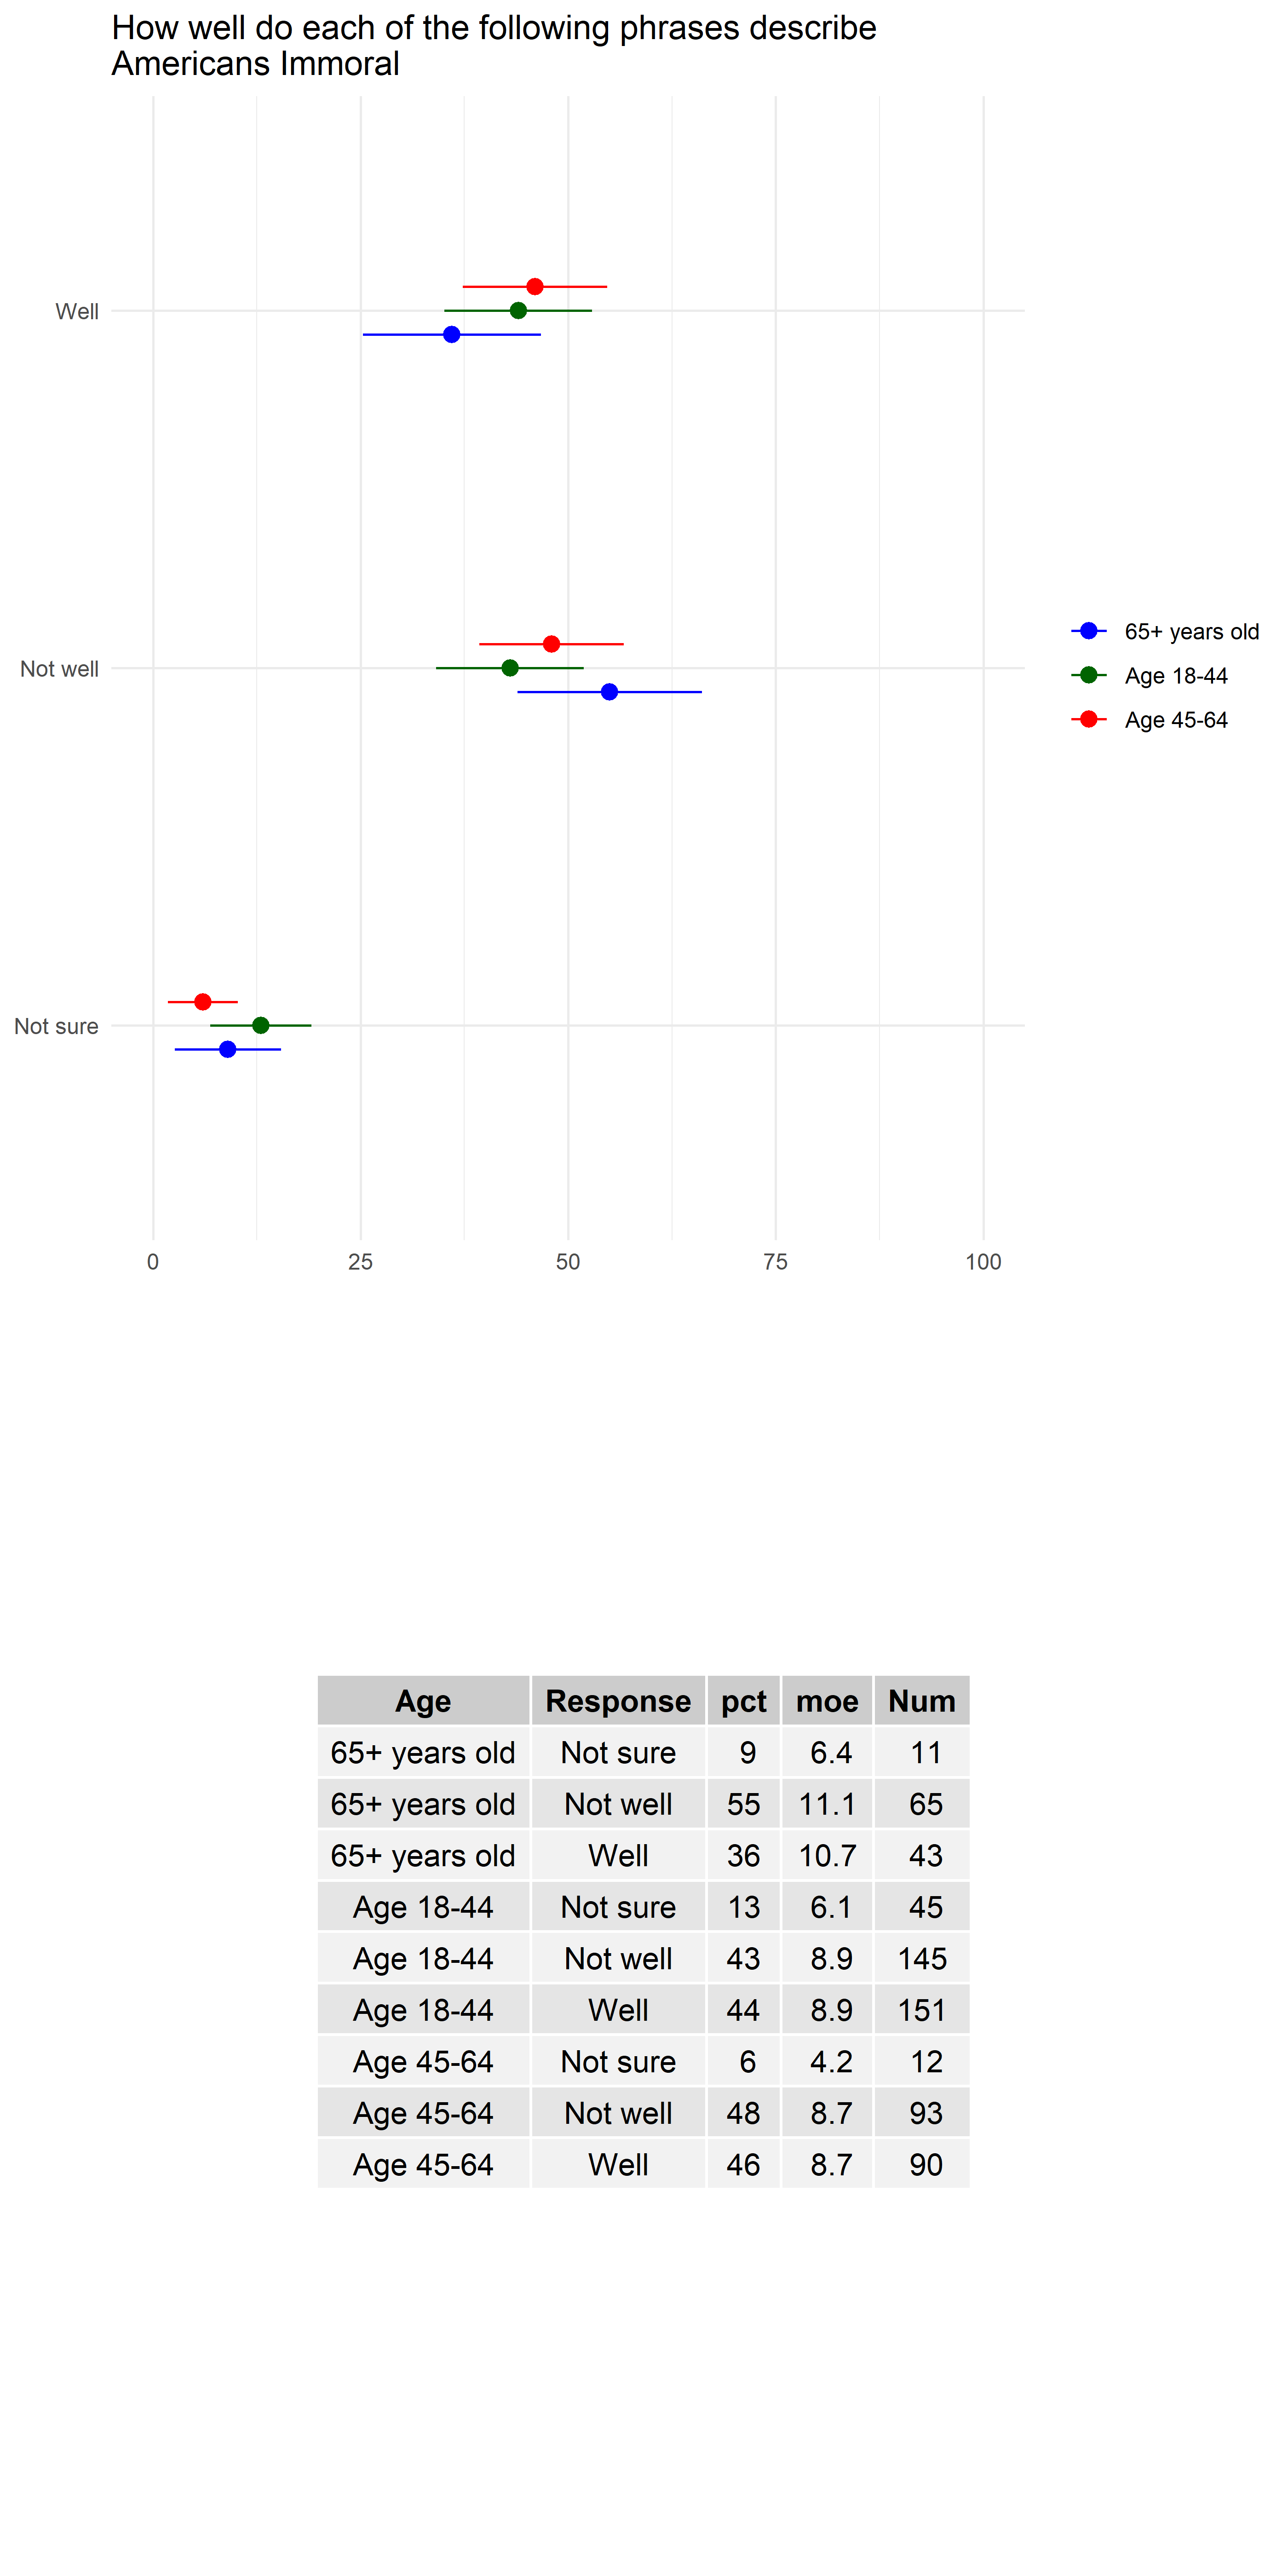 How well do each of the following phrases describe
Americans Immoral
Well
Not well
Not sure
0 25 50 75 100
65+ years old
Age 18-44
Age 45-64
Age Response pct moe Num
65+ years old Not sure 9 6.4 11
65+ years old Not well 55 11.1 65
65+ years old Well 36 10.7 43
Age 18-44 Not sure 13 6.1 45
Age 18-44 Not well 43 8.9 145
Age 18-44 Well 44 8.9 151
Age 45-64 Not sure 6 4.2 12
Age 45-64 Not well 48 8.7 93
Age 45-64 Well 46 8.7 90